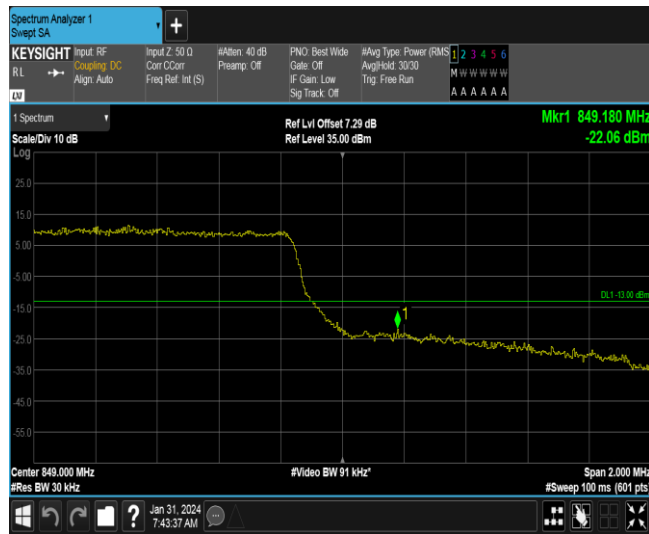 Spectrum Analyzer 1
Swept SA
+
KEYSIGHT
RL
LXI
Input: RF
Coupling: DC
Align: Auto
Input Z: 50 Ω
Corr CCorr
Freq Ref: Int (S)
#Atten: 40 dB
Preamp: Off
PNO: Best Wide
Gate: Off
IF Gain: Low
Sig Track: Off
#Avg Type: Power (RMS
Avg|Hold: 30/30
Trig: Free Run
1 2 3 4 5 6
M W W W W W
A A A A A A
1 Spectrum
Scale/Div 10 dB
Log
Ref Lvl Offset 7.29 dB
Ref Level 35.00 dBm
Mkr1 849.180 MHz
-22.06 dBm
25.0
15.0
5.00
-5.00
DL1 -13.00 dBm
-15.0
1
-25.0
-35.0
-45.0
-55.0
Center 849.000 MHz
#Res BW 30 kHz
#Video BW 91 kHz*
Span 2.000 MHz
#Sweep 100 ms (601 pts
?
Jan 31, 2024
7:43:37 AM